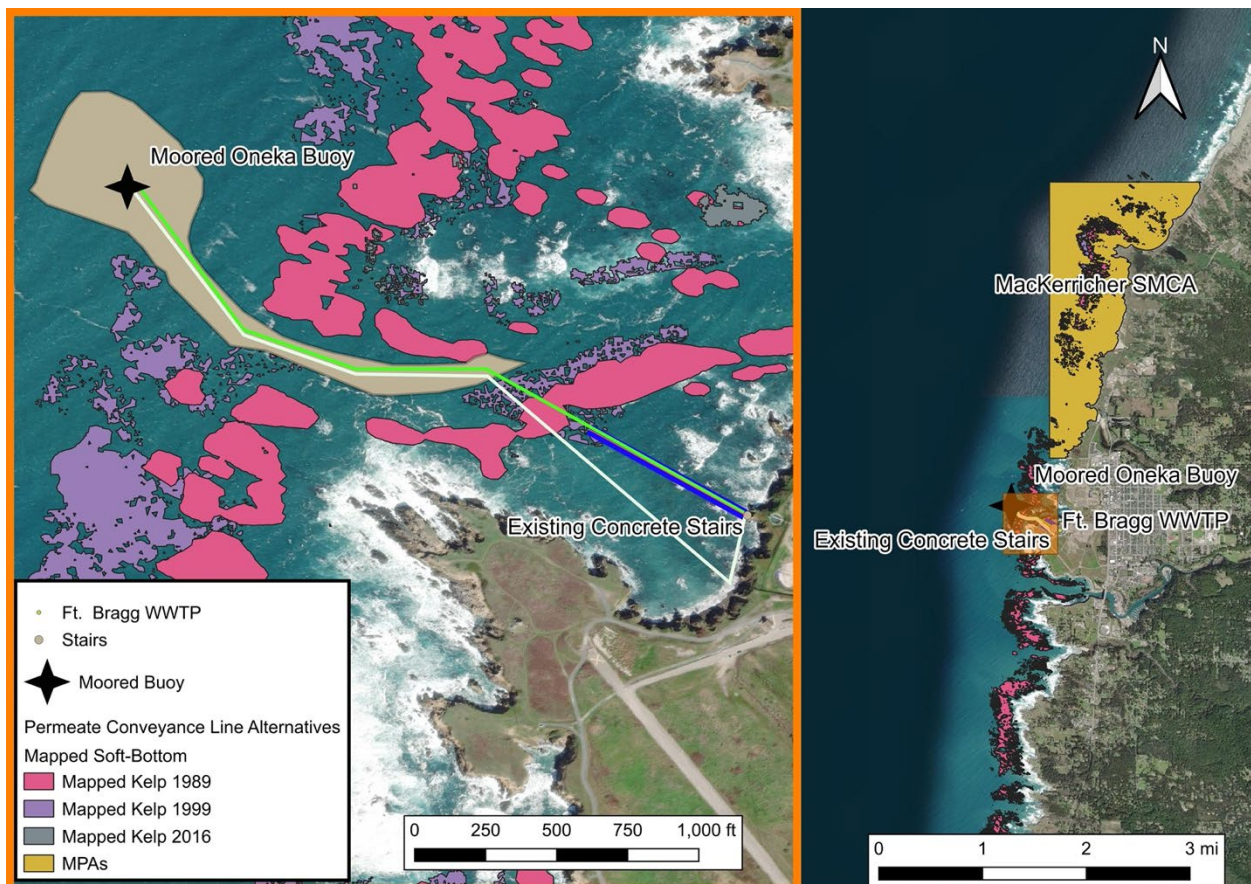 Moored Oneka Buoy
Existing Concrete Stairs
Ft. Bragg WWTP
Stairs
Moored Buoy
Permeate Conveyance Line Alternatives
Mapped Soft-Bottom
Mapped Kelp 1989
Mapped Kelp 1999
Mapped Kelp 2016
MPAs
0 250 500 750 1,000 ft
N
MacKerricher SMCA
Moored Oneka Buoy
Ft. Bragg WWTP
Existing Concrete Stairs
0 1 2 3 mi